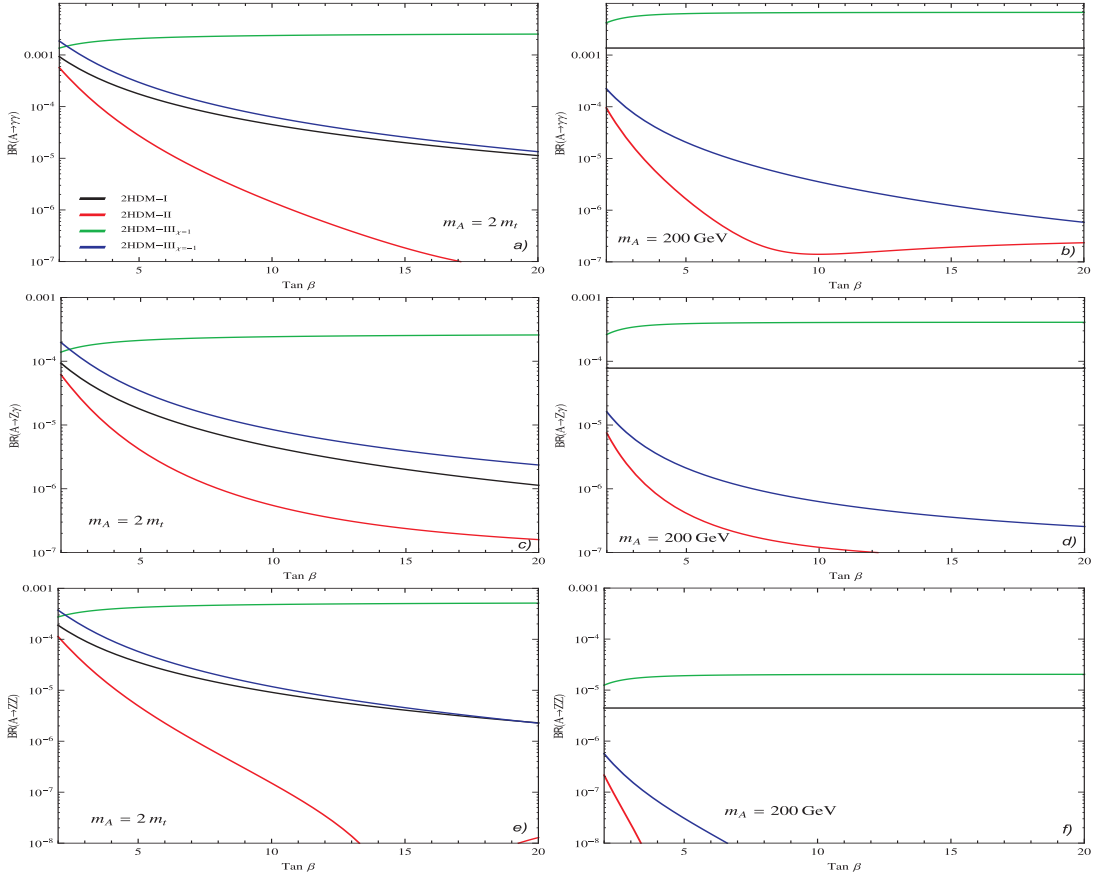 0.001
10⁻⁴
10⁻⁵
10⁻⁶
10⁻⁷
BR(A→γγ)
2HDM−I
2HDM−II
2HDM−III_χ=1
2HDM−III_χ=−1
m_A = 2 m_t
a)
5 10 15 20
Tan β
0.001
10⁻⁴
10⁻⁵
10⁻⁶
10⁻⁷
BR(A→γγ)
m_A = 200 GeV
b)
5 10 15 20
Tan β
0.001
10⁻⁴
10⁻⁵
10⁻⁶
10⁻⁷
BR(A→Zγ)
m_A = 2 m_t
c)
5 10 15 20
Tan β
0.001
10⁻⁴
10⁻⁵
10⁻⁶
10⁻⁷
BR(A→Zγ)
m_A = 200 GeV
d)
5 10 15 20
Tan β
0.001
10⁻⁴
10⁻⁵
10⁻⁶
10⁻⁷
10⁻⁸
BR(A→ZZ)
m_A = 2 m_t
e)
5 10 15 20
Tan β
0.001
10⁻⁴
10⁻⁵
10⁻⁶
10⁻⁷
10⁻⁸
BR(A→ZZ)
m_A = 200 GeV
f)
5 10 15 20
Tan β